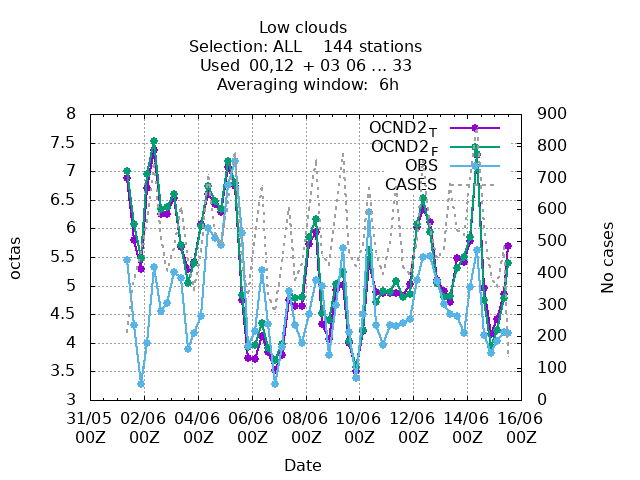 Low clouds
Selection: ALL    144 stations
Used  00,12  + 03 06 ... 33
Averaging window:  6h
OCND2_T
OCND2_F
OBS
CASES
octas
8
7.5
7
6.5
6
5.5
5
4.5
4
3.5
3
No cases
900
800
700
600
500
400
300
200
100
0
31/05 02/06 04/06 06/06 08/06 10/06 12/06 14/06 16/06
00Z 00Z 00Z 00Z 00Z 00Z 00Z 00Z 00Z
Date